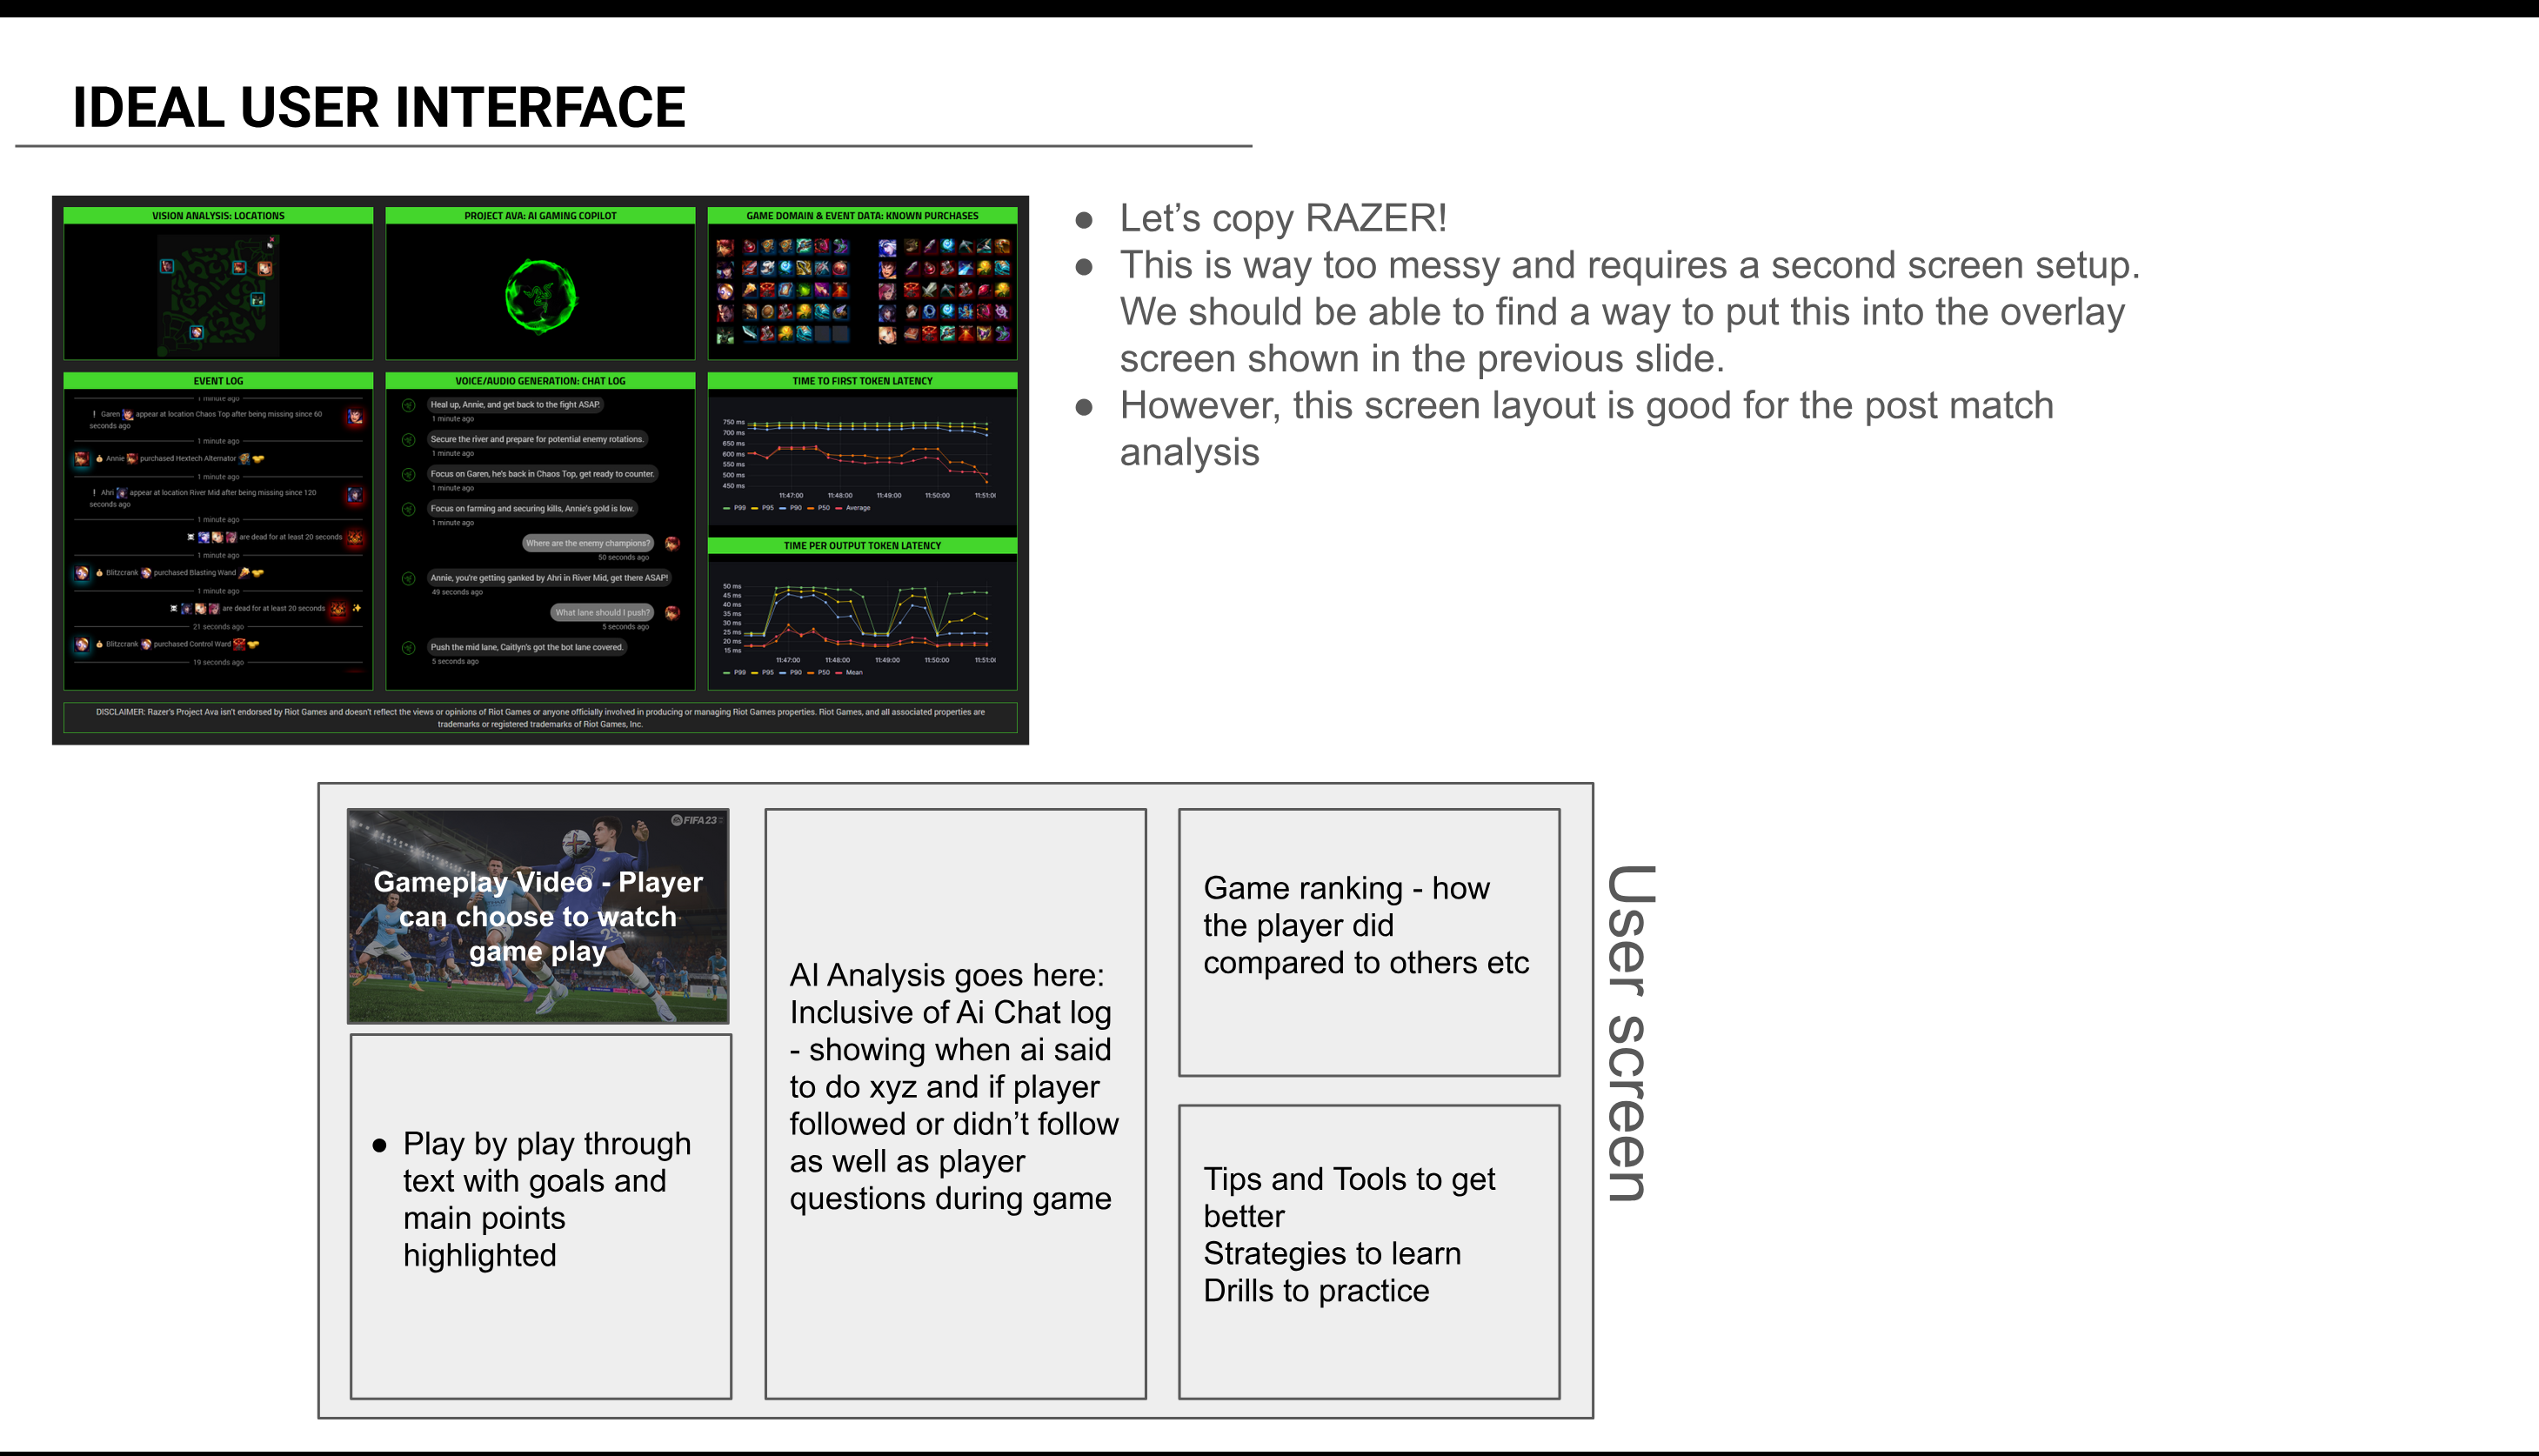 IDEAL USER INTERFACE
VISION ANALYSIS: LOCATIONS
PROJECT AVA: AI GAMING COPILOT
GAME DOMAIN & EVENT DATA: KNOWN PURCHASES
EVENT LOG
1 minute ago
! Garen appear at location Chaos Top after being missing since 60
seconds ago
1 minute ago
Annie purchased Hextech Alternator
1 minute ago
! Ahri appear at location River Mid after being missing since 120
seconds ago
1 minute ago
are dead for at least 20 seconds
1 minute ago
Blitzcrank purchased Blasting Wand
1 minute ago
are dead for at least 20 seconds
21 seconds ago
Blitzcrank purchased Control Ward
19 seconds ago
VOICE/AUDIO GENERATION: CHAT LOG
Heal up, Annie, and get back to the fight ASAP.
1 minute ago
Secure the river and prepare for potential enemy rotations.
1 minute ago
Focus on Garen, he's back in Chaos Top, get ready to counter.
1 minute ago
Focus on farming and securing kills, Annie's gold is low.
1 minute ago
Where are the enemy champions?
50 seconds ago
Annie, you're getting ganked by Ahri in River Mid, get there ASAP!
49 seconds ago
What lane should I push?
5 seconds ago
Push the mid lane, Caitlyn's got the bot lane covered.
5 seconds ago
TIME TO FIRST TOKEN LATENCY
750 ms
700 ms
650 ms
600 ms
550 ms
500 ms
450 ms
11:47:00 11:48:00 11:49:00 11:50:00 11:51:0
P99 P95 P90 P50 Average
TIME PER OUTPUT TOKEN LATENCY
50 ms
45 ms
40 ms
35 ms
30 ms
25 ms
20 ms
15 ms
11:47:00 11:48:00 11:49:00 11:50:00 11:51:0
P99 P95 P90 P50 Mean
DISCLAIMER: Razer's Project Ava isn't endorsed by Riot Games and doesn't reflect the views or opinions of Riot Games or anyone officially involved in producing or managing Riot Games properties. Riot Games, and all associated properties are
trademarks or registered trademarks of Riot Games, Inc.
● Let’s copy RAZER!
● This is way too messy and requires a second screen setup.
We should be able to find a way to put this into the overlay
screen shown in the previous slide.
● However, this screen layout is good for the post match
analysis
FIFA 23
Gameplay Video - Player
can choose to watch
game play
● Play by play through
text with goals and
main points
highlighted
AI Analysis goes here:
Inclusive of Ai Chat log
- showing when ai said
to do xyz and if player
followed or didn’t follow
as well as player
questions during game
Game ranking - how
the player did
compared to others etc
Tips and Tools to get
better
Strategies to learn
Drills to practice
User screen